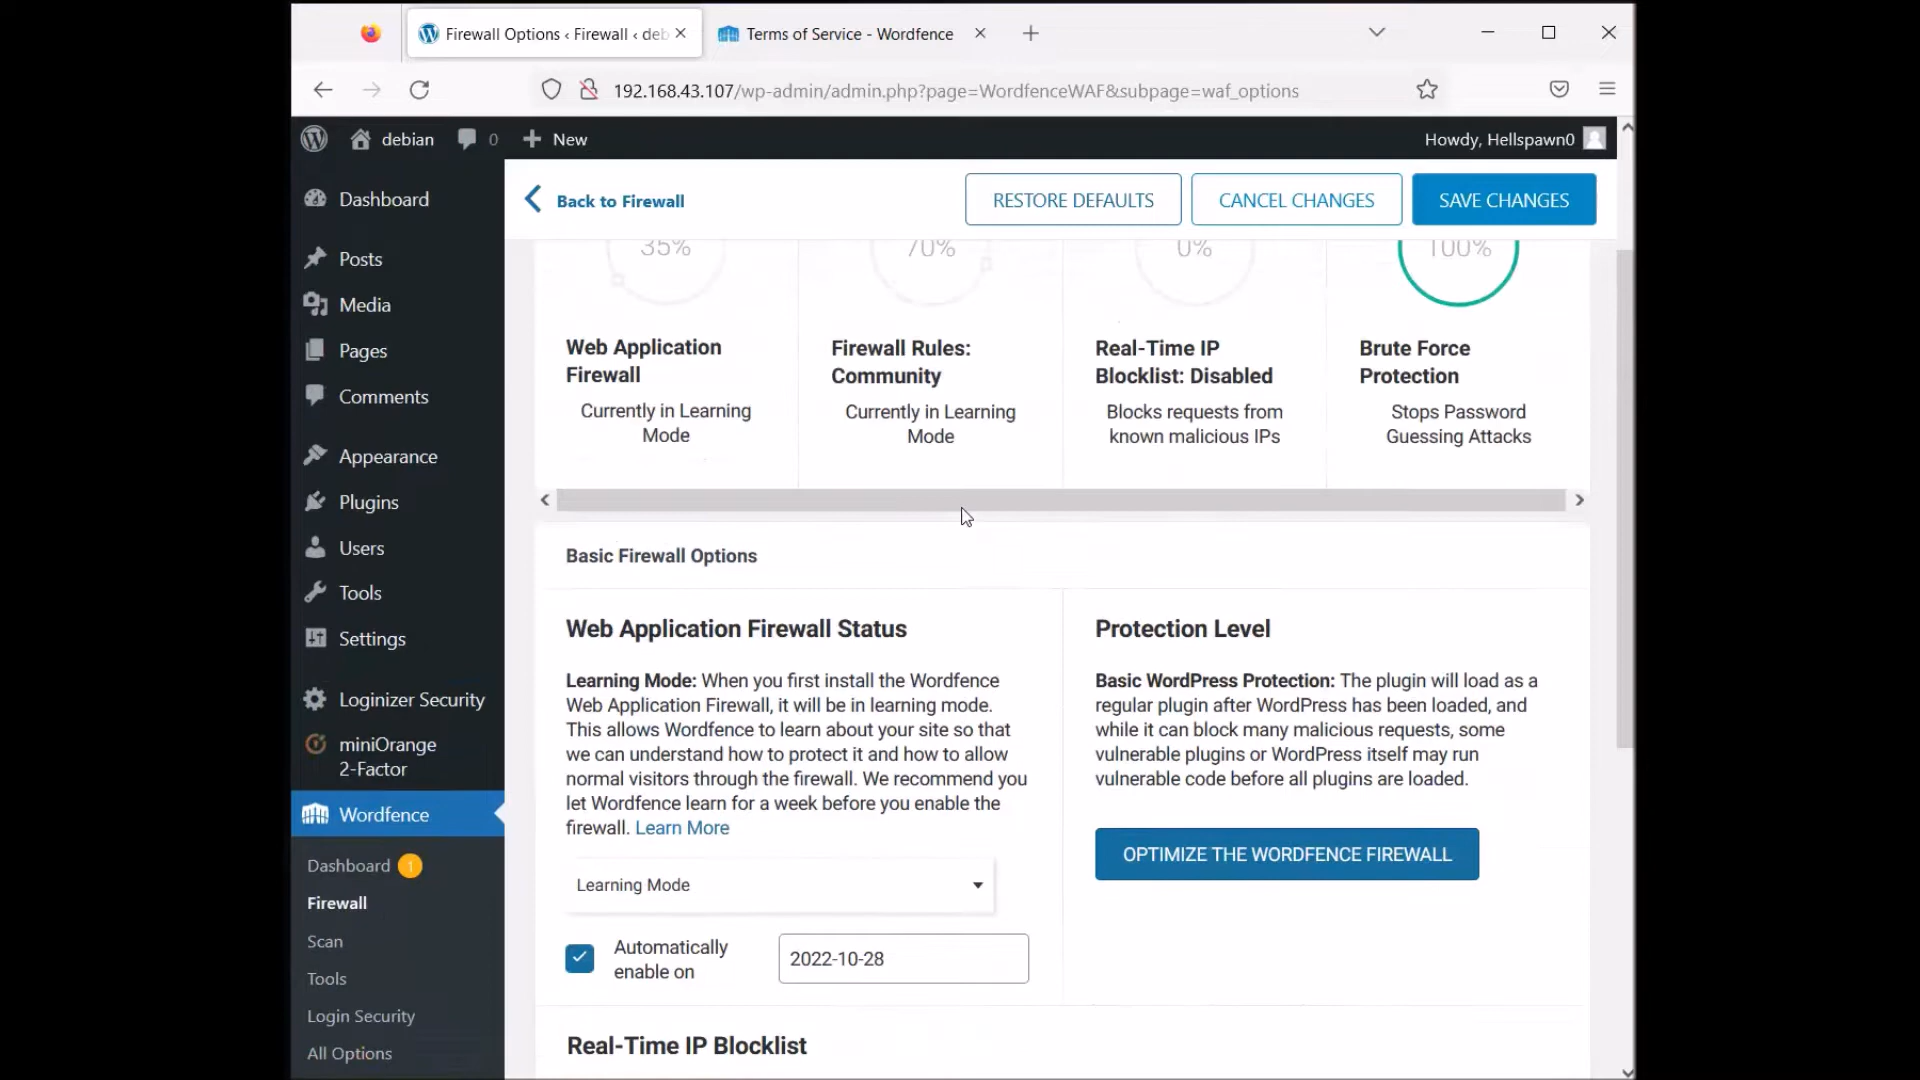 Firewall Options ‹ Firewall ‹ deb
Terms of Service - Wordfence
192.168.43.107/wp-admin/admin.php?page=WordfenceWAF&subpage=waf_options
debian
0
New
Howdy, Hellspawn0
Dashboard
Posts
Media
Pages
Comments
Appearance
Plugins
Users
Tools
Settings
Loginizer Security
miniOrange
2-Factor
Wordfence
Dashboard 1
Firewall
Scan
Tools
Login Security
All Options
Back to Firewall
RESTORE DEFAULTS
CANCEL CHANGES
SAVE CHANGES
35%
70%
0%
100%
Web Application
Firewall
Currently in Learning
Mode
Firewall Rules:
Community
Currently in Learning
Mode
Real-Time IP
Blocklist: Disabled
Blocks requests from
known malicious IPs
Brute Force
Protection
Stops Password
Guessing Attacks
Basic Firewall Options
Web Application Firewall Status
Learning Mode: When you first install the Wordfence
Web Application Firewall, it will be in learning mode.
This allows Wordfence to learn about your site so that
we can understand how to protect it and how to allow
normal visitors through the firewall. We recommend you
let Wordfence learn for a week before you enable the
firewall. Learn More
Learning Mode
Automatically
enable on
2022-10-28
Protection Level
Basic WordPress Protection: The plugin will load as a
regular plugin after WordPress has been loaded, and
while it can block many malicious requests, some
vulnerable plugins or WordPress itself may run
vulnerable code before all plugins are loaded.
OPTIMIZE THE WORDFENCE FIREWALL
Real-Time IP Blocklist